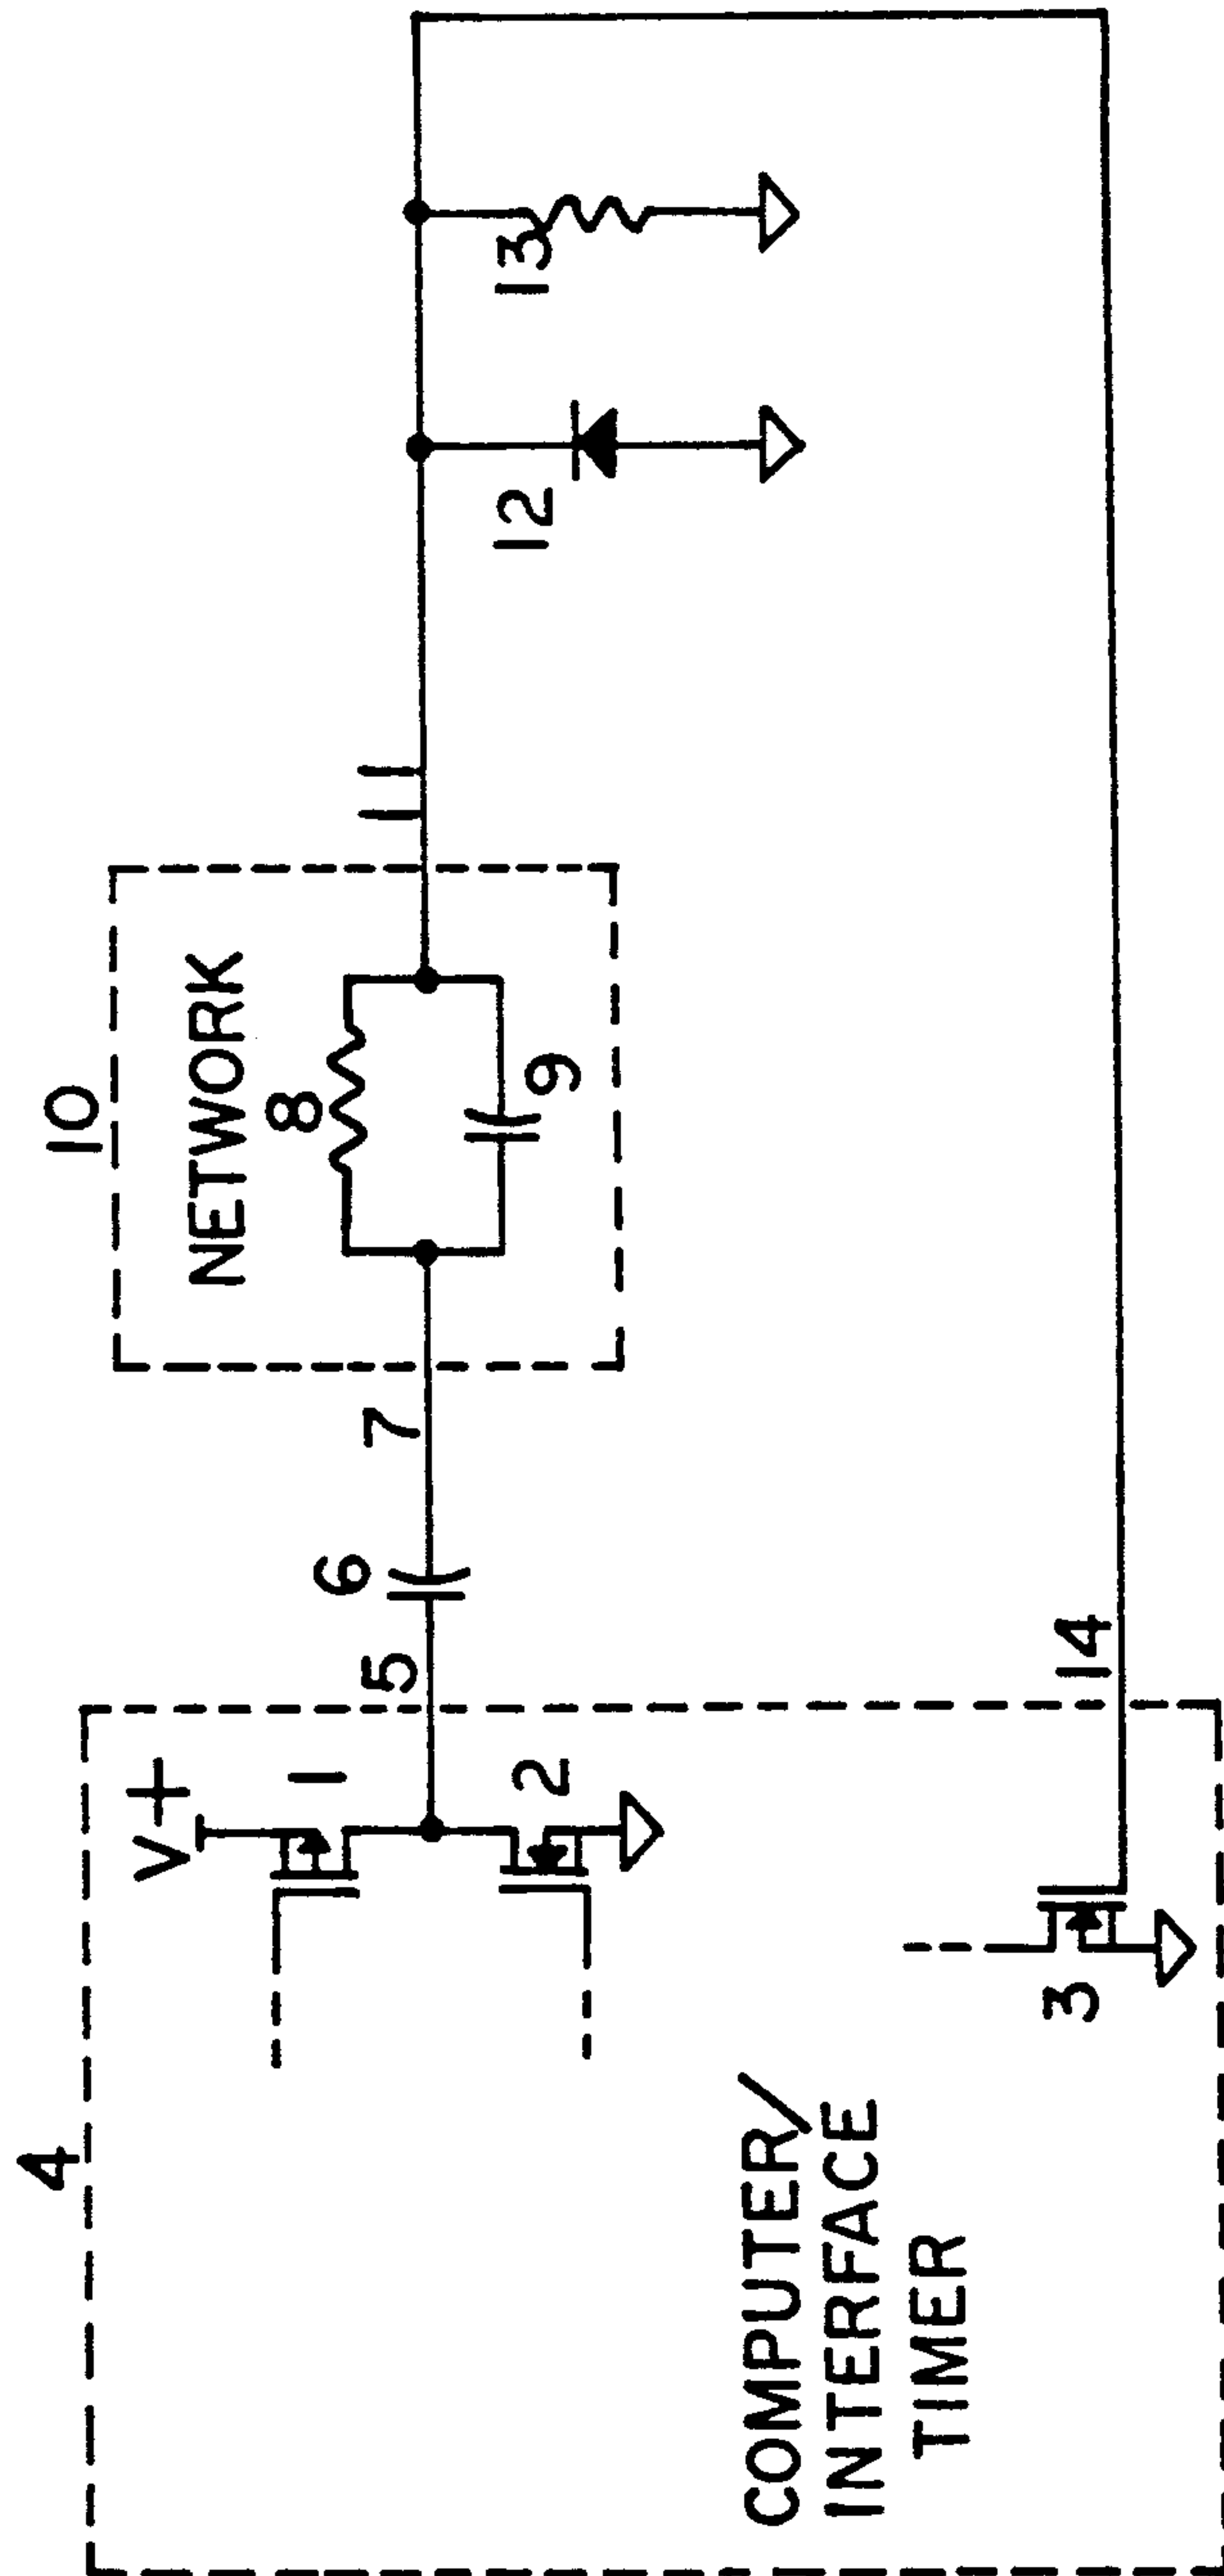 4
V+
1
2
3
COMPUTER/
INTERFACE
TIMER
5
6
7
10
NETWORK
8
9
11
12
13
14